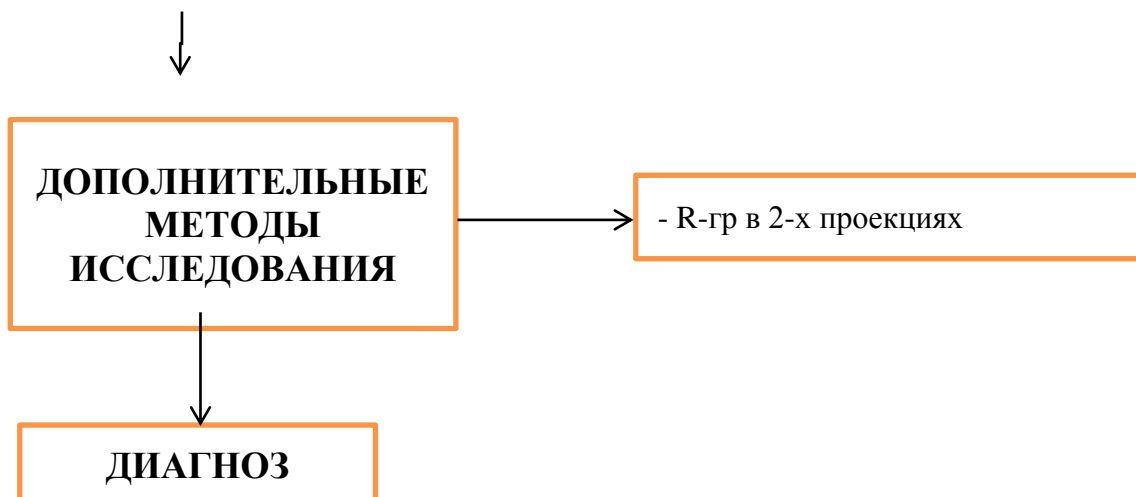 ДОПОЛНИТЕЛЬНЫЕ
МЕТОДЫ
ИССЛЕДОВАНИЯ
- R-гр в 2-х проекциях
ДИАГНОЗ